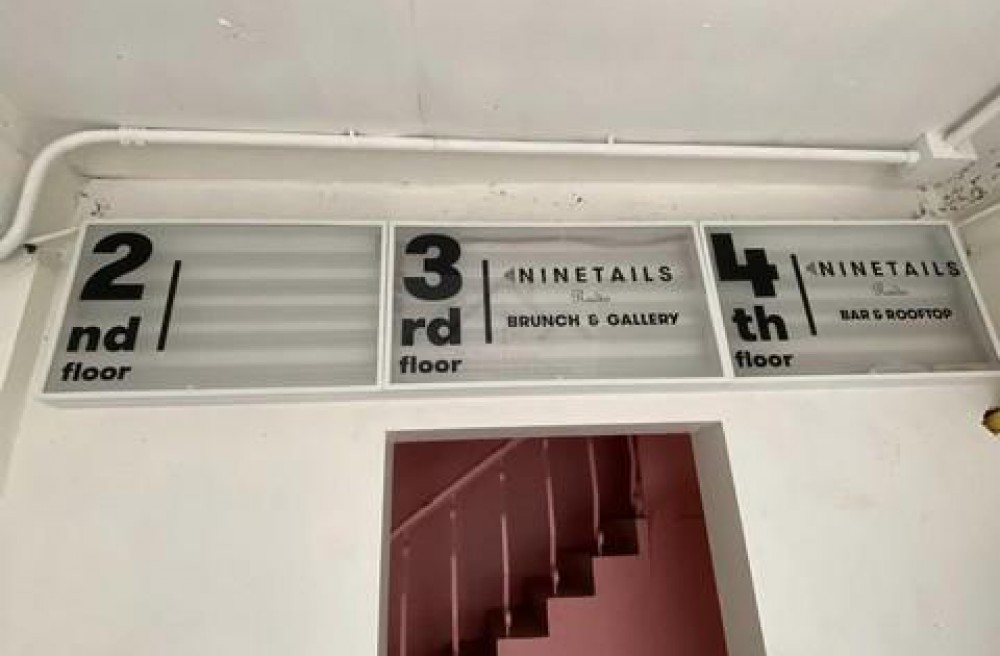 2
nd
floor
3
rd
floor
NINETAILS
BRUNCH & GALLERY
4
th
floor
NINETAILS
BAR & ROOFTOP